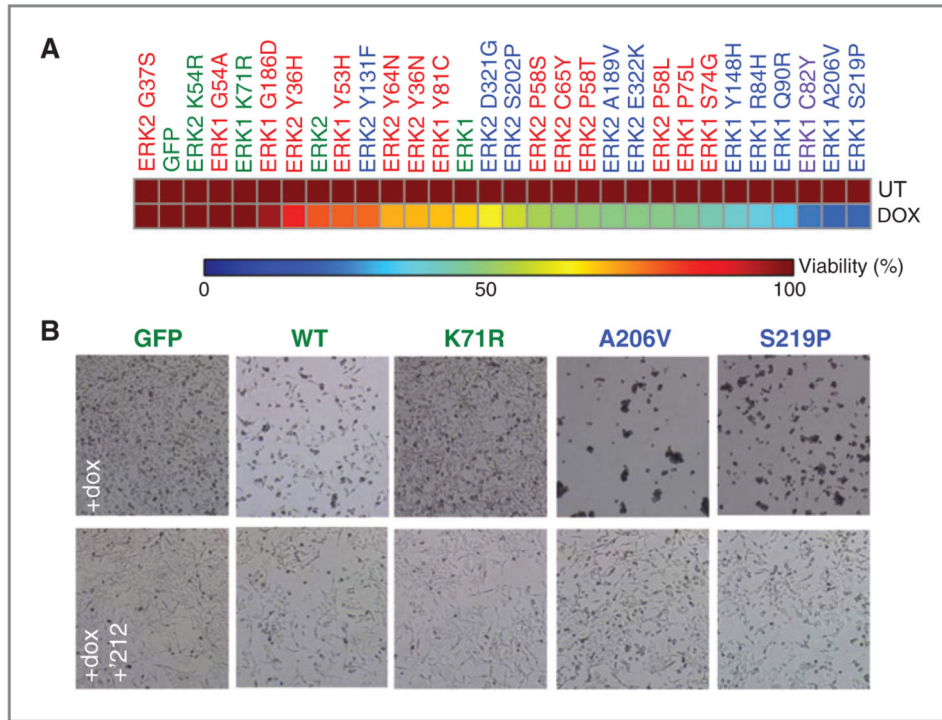 A
ERK2 G37S
GFP
ERK2 K54R
ERK1 G54A
ERK1 K71R
ERK1 G186D
ERK2 Y36H
ERK2
ERK1 Y53H
ERK2 Y131F
ERK2 Y64N
ERK2 Y36N
ERK1 Y81C
ERK1
ERK2 D321G
ERK2 S202P
ERK2 P58S
ERK2 C65Y
ERK2 P58T
ERK2 A189V
ERK2 E322K
ERK2 P58L
ERK1 P75L
ERK1 S74G
ERK1 Y148H
ERK1 R84H
ERK1 Q90R
ERK1 C82Y
ERK1 A206V
ERK1 S219P
UT
DOX
Viability (%)
0 50 100
B
GFP WT K71R A206V S219P
+dox
+dox
+'212